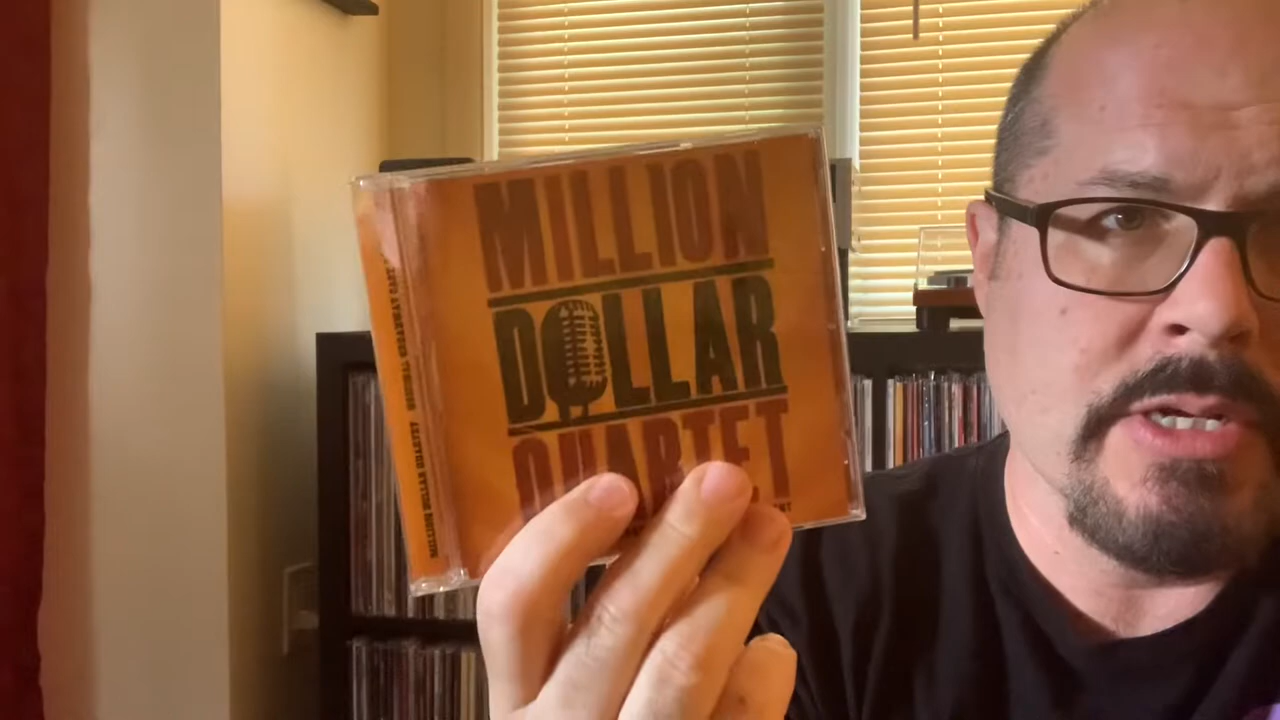 MILLION
DOLLAR
QUARTET
MILLION DOLLAR QUARTET
ORIGINAL BROADWAY CAST